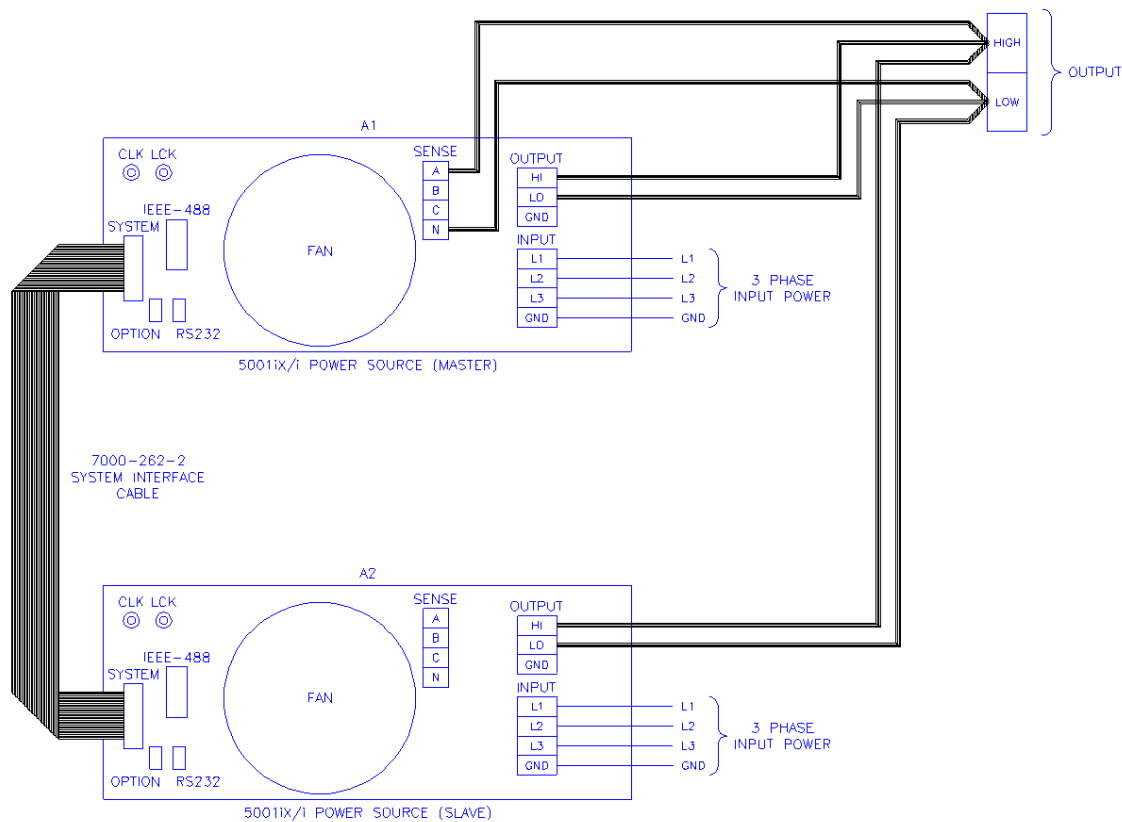 HIGH
OUTPUT
LOW
A1
CLK LCK
SENSE
OUTPUT
A
B
C
N
HI
LO
GND
IEEE-488
SYSTEM
FAN
INPUT
L1
L2
L3
GND
L1
L2
L3
GND
3 PHASE
INPUT POWER
OPTION RS232
5001iX/i POWER SOURCE (MASTER)
7000-262-2
SYSTEM INTERFACE
CABLE
A2
CLK LCK
SENSE
OUTPUT
A
B
C
N
HI
LO
GND
IEEE-488
SYSTEM
FAN
INPUT
L1
L2
L3
GND
L1
L2
L3
GND
3 PHASE
INPUT POWER
OPTION RS232
5001iX/i POWER SOURCE (SLAVE)